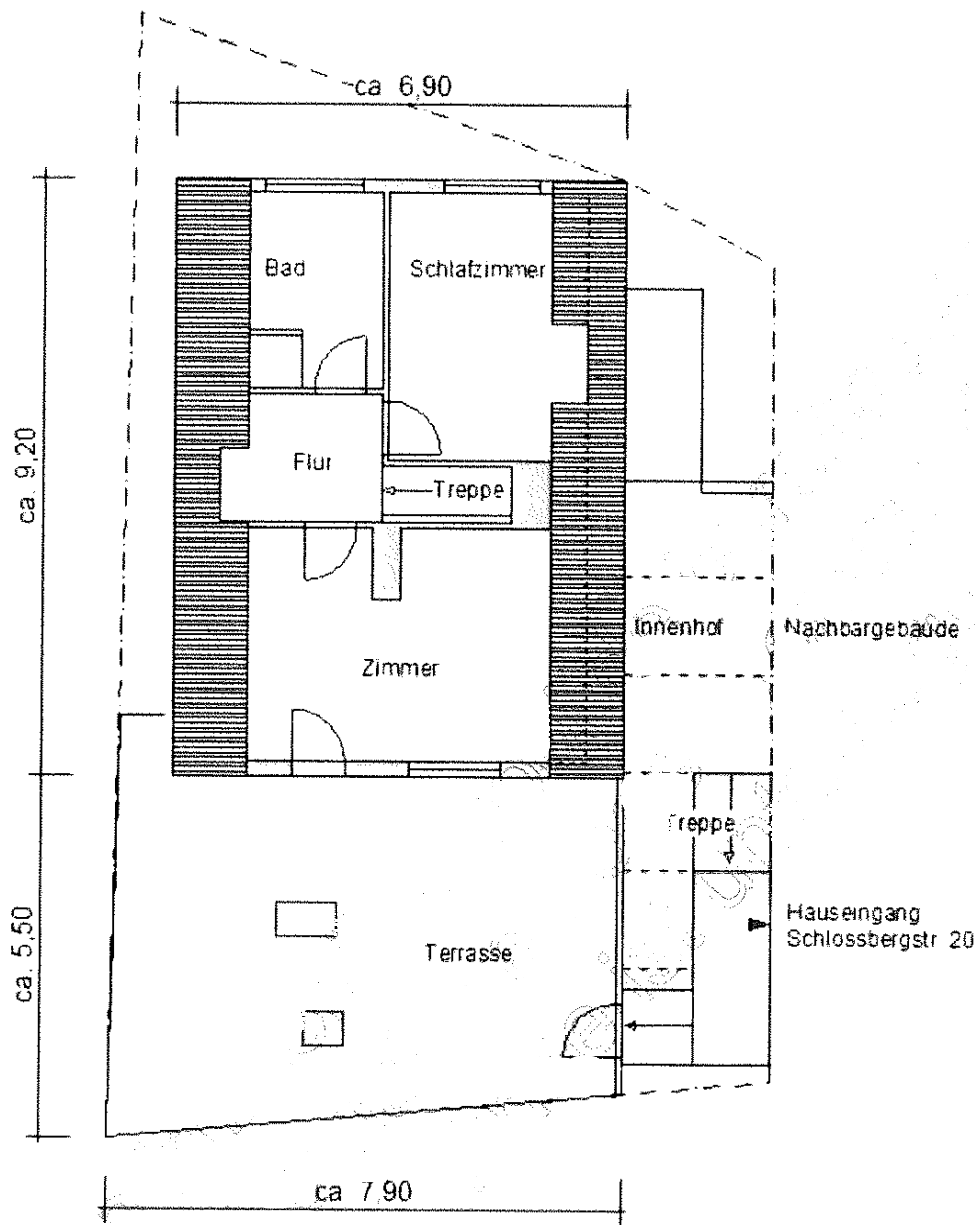 ca 6,90
Bad
Schlafzimmer
ca 9,20
Flur
Treppe
Innenhof
Nachbargebäude
Zimmer
Treppe
Hauseingang
Schlossbergstr 20
Terrasse
ca. 5,50
ca 7,90